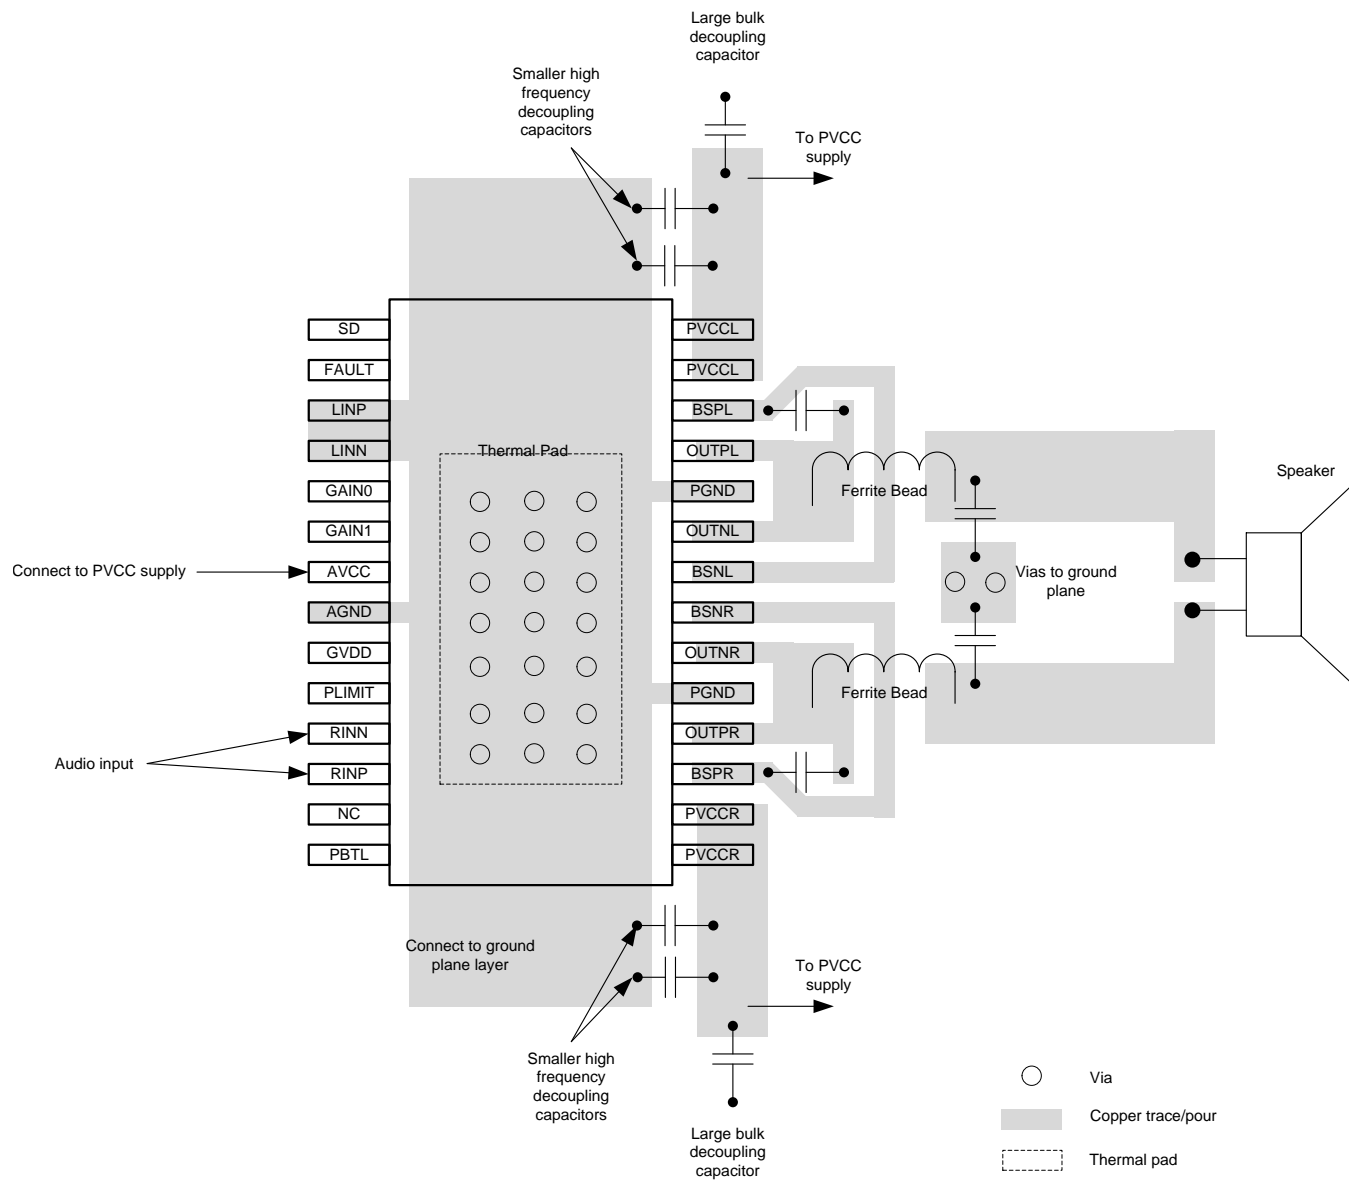 Large bulk
decoupling
capacitor
Smaller high
frequency
decoupling
capacitors
To PVCC
supply
SD
FAULT
LINP
LINN
GAIN0
GAIN1
AVCC
AGND
GVDD
PLIMIT
RINN
RINP
NC
PBTL
Connect to PVCC supply
Audio input
Thermal Pad
PVCCL
PVCCL
BSPL
OUTPL
PGND
OUTNL
BSNL
BSNR
OUTNR
PGND
OUTPR
BSPR
PVCCR
PVCCR
Ferrite Bead
Vias to ground
plane
Ferrite Bead
Speaker
Connect to ground
plane layer
To PVCC
supply
Smaller high
frequency
decoupling
capacitors
Large bulk
decoupling
capacitor
Via
Copper trace/pour
Thermal pad